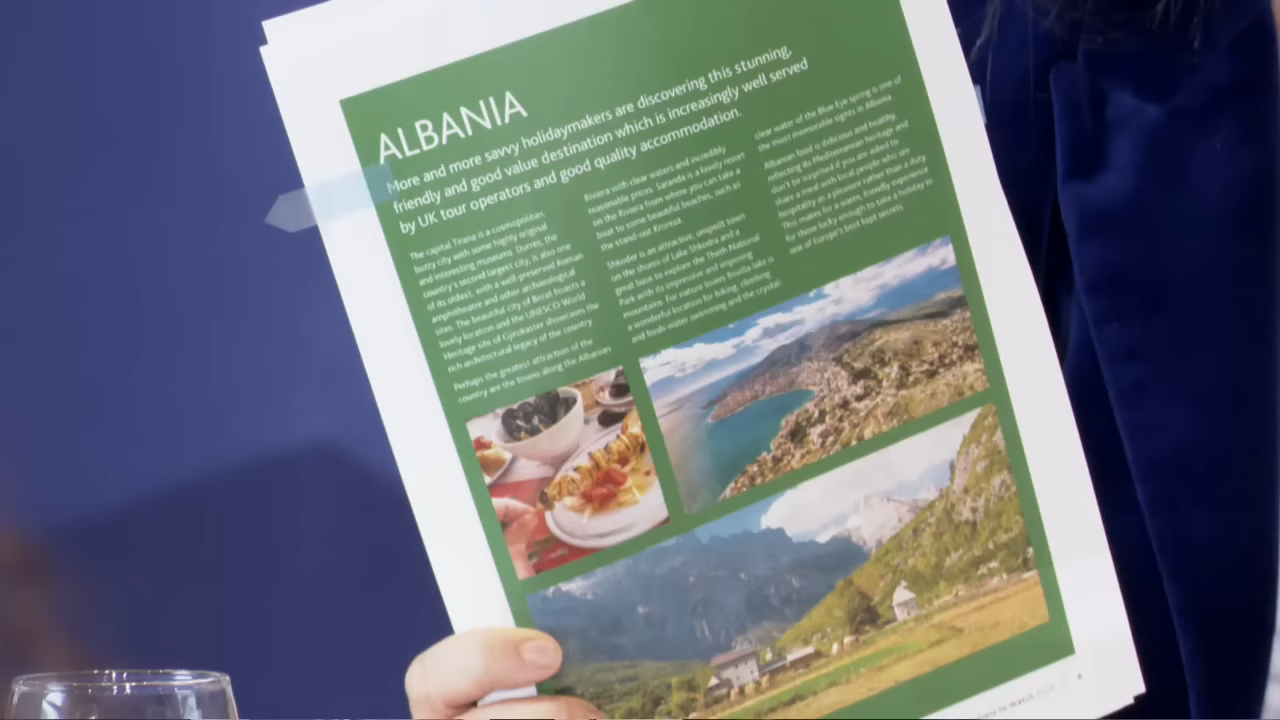 ALBANIA
More and more savvy holidaymakers are discovering this stunning,
friendly and good value destination which is increasingly well served
by UK tour operators and good quality accommodation.
The capital Tirana is a cosmopolitan,
buzzy city with some highly original
and interesting museums. Durres, the
country's second largest city, is also one
of its oldest, with a well-preserved Roman
amphitheatre and other archaeological
sites. The beautiful city of Berat boasts a
lovely location and the UNESCO World
Heritage site of Gjirokaster showcases the
rich architectural legacy of the country.
Perhaps the greatest attraction of the
country are the towns along the Albanian
Riviera with clear waters and incredibly
reasonable prices. Saranda is a lovely resort
on the Riviera from where you can take a
boat to some beautiful beaches, such as
the stand-out Kroreza.
Shkoder is an attractive, unspoilt town
on the shores of Lake Shkodra and a
great base to explore the Theth National
Park with its impressive and imposing
mountains. For nature lovers Bovilla lake is
a wonderful location for hiking, climbing
and fresh-water swimming and the crystal-
clear water of the Blue Eye spring is one of
the most memorable sights in Albania.
Albanian food is delicious and healthy,
reflecting its Mediterranean heritage and
don't be surprised if you are asked to
share a meal with local people who see
hospitality as a pleasure rather than a duty.
This makes for a warm, friendly experience
for those lucky enough to take a holiday in
one of Europe's best kept secrets.
to Watch